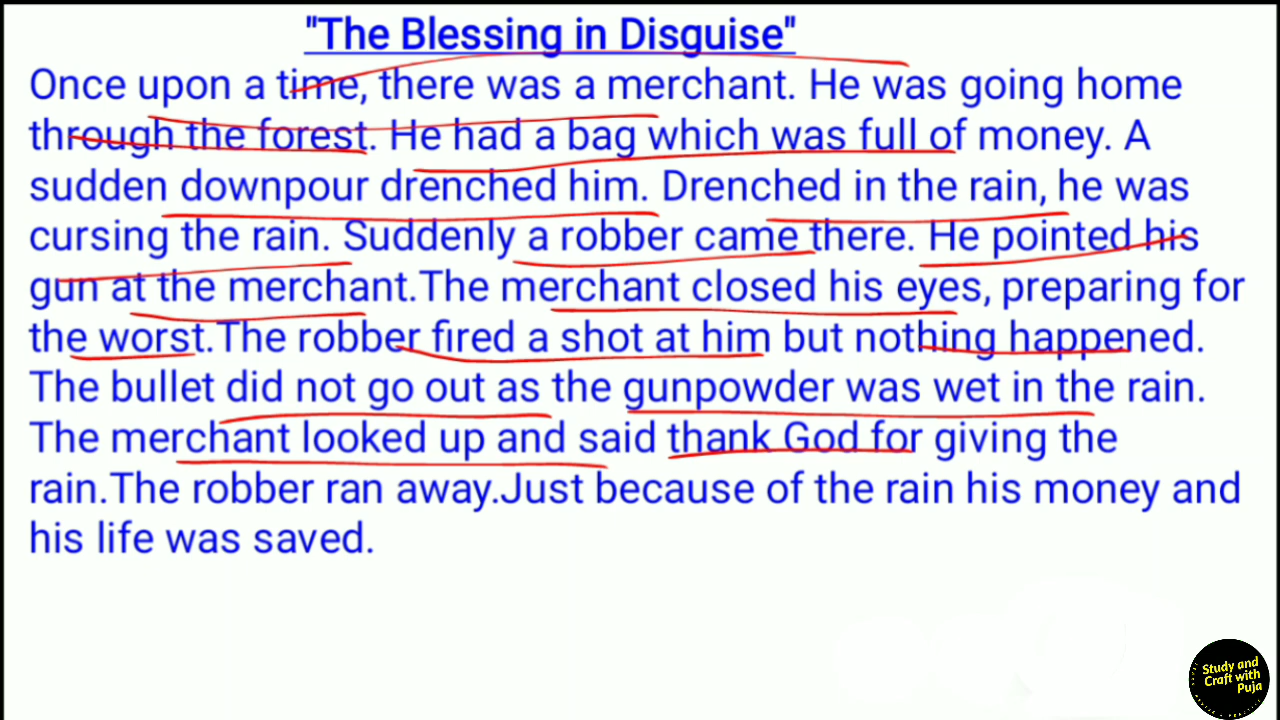 "The Blessing in Disguise"
Once upon a time, there was a merchant. He was going home
through the forest. He had a bag which was full of money. A
sudden downpour drenched him. Drenched in the rain, he was
cursing the rain. Suddenly a robber came there. He pointed his
gun at the merchant.The merchant closed his eyes, preparing for
the worst.The robber fired a shot at him but nothing happened.
The bullet did not go out as the gunpowder was wet in the rain.
The merchant looked up and said thank God for giving the
rain.The robber ran away.Just because of the rain his money and
his life was saved.
Study and
Craft with
Puja